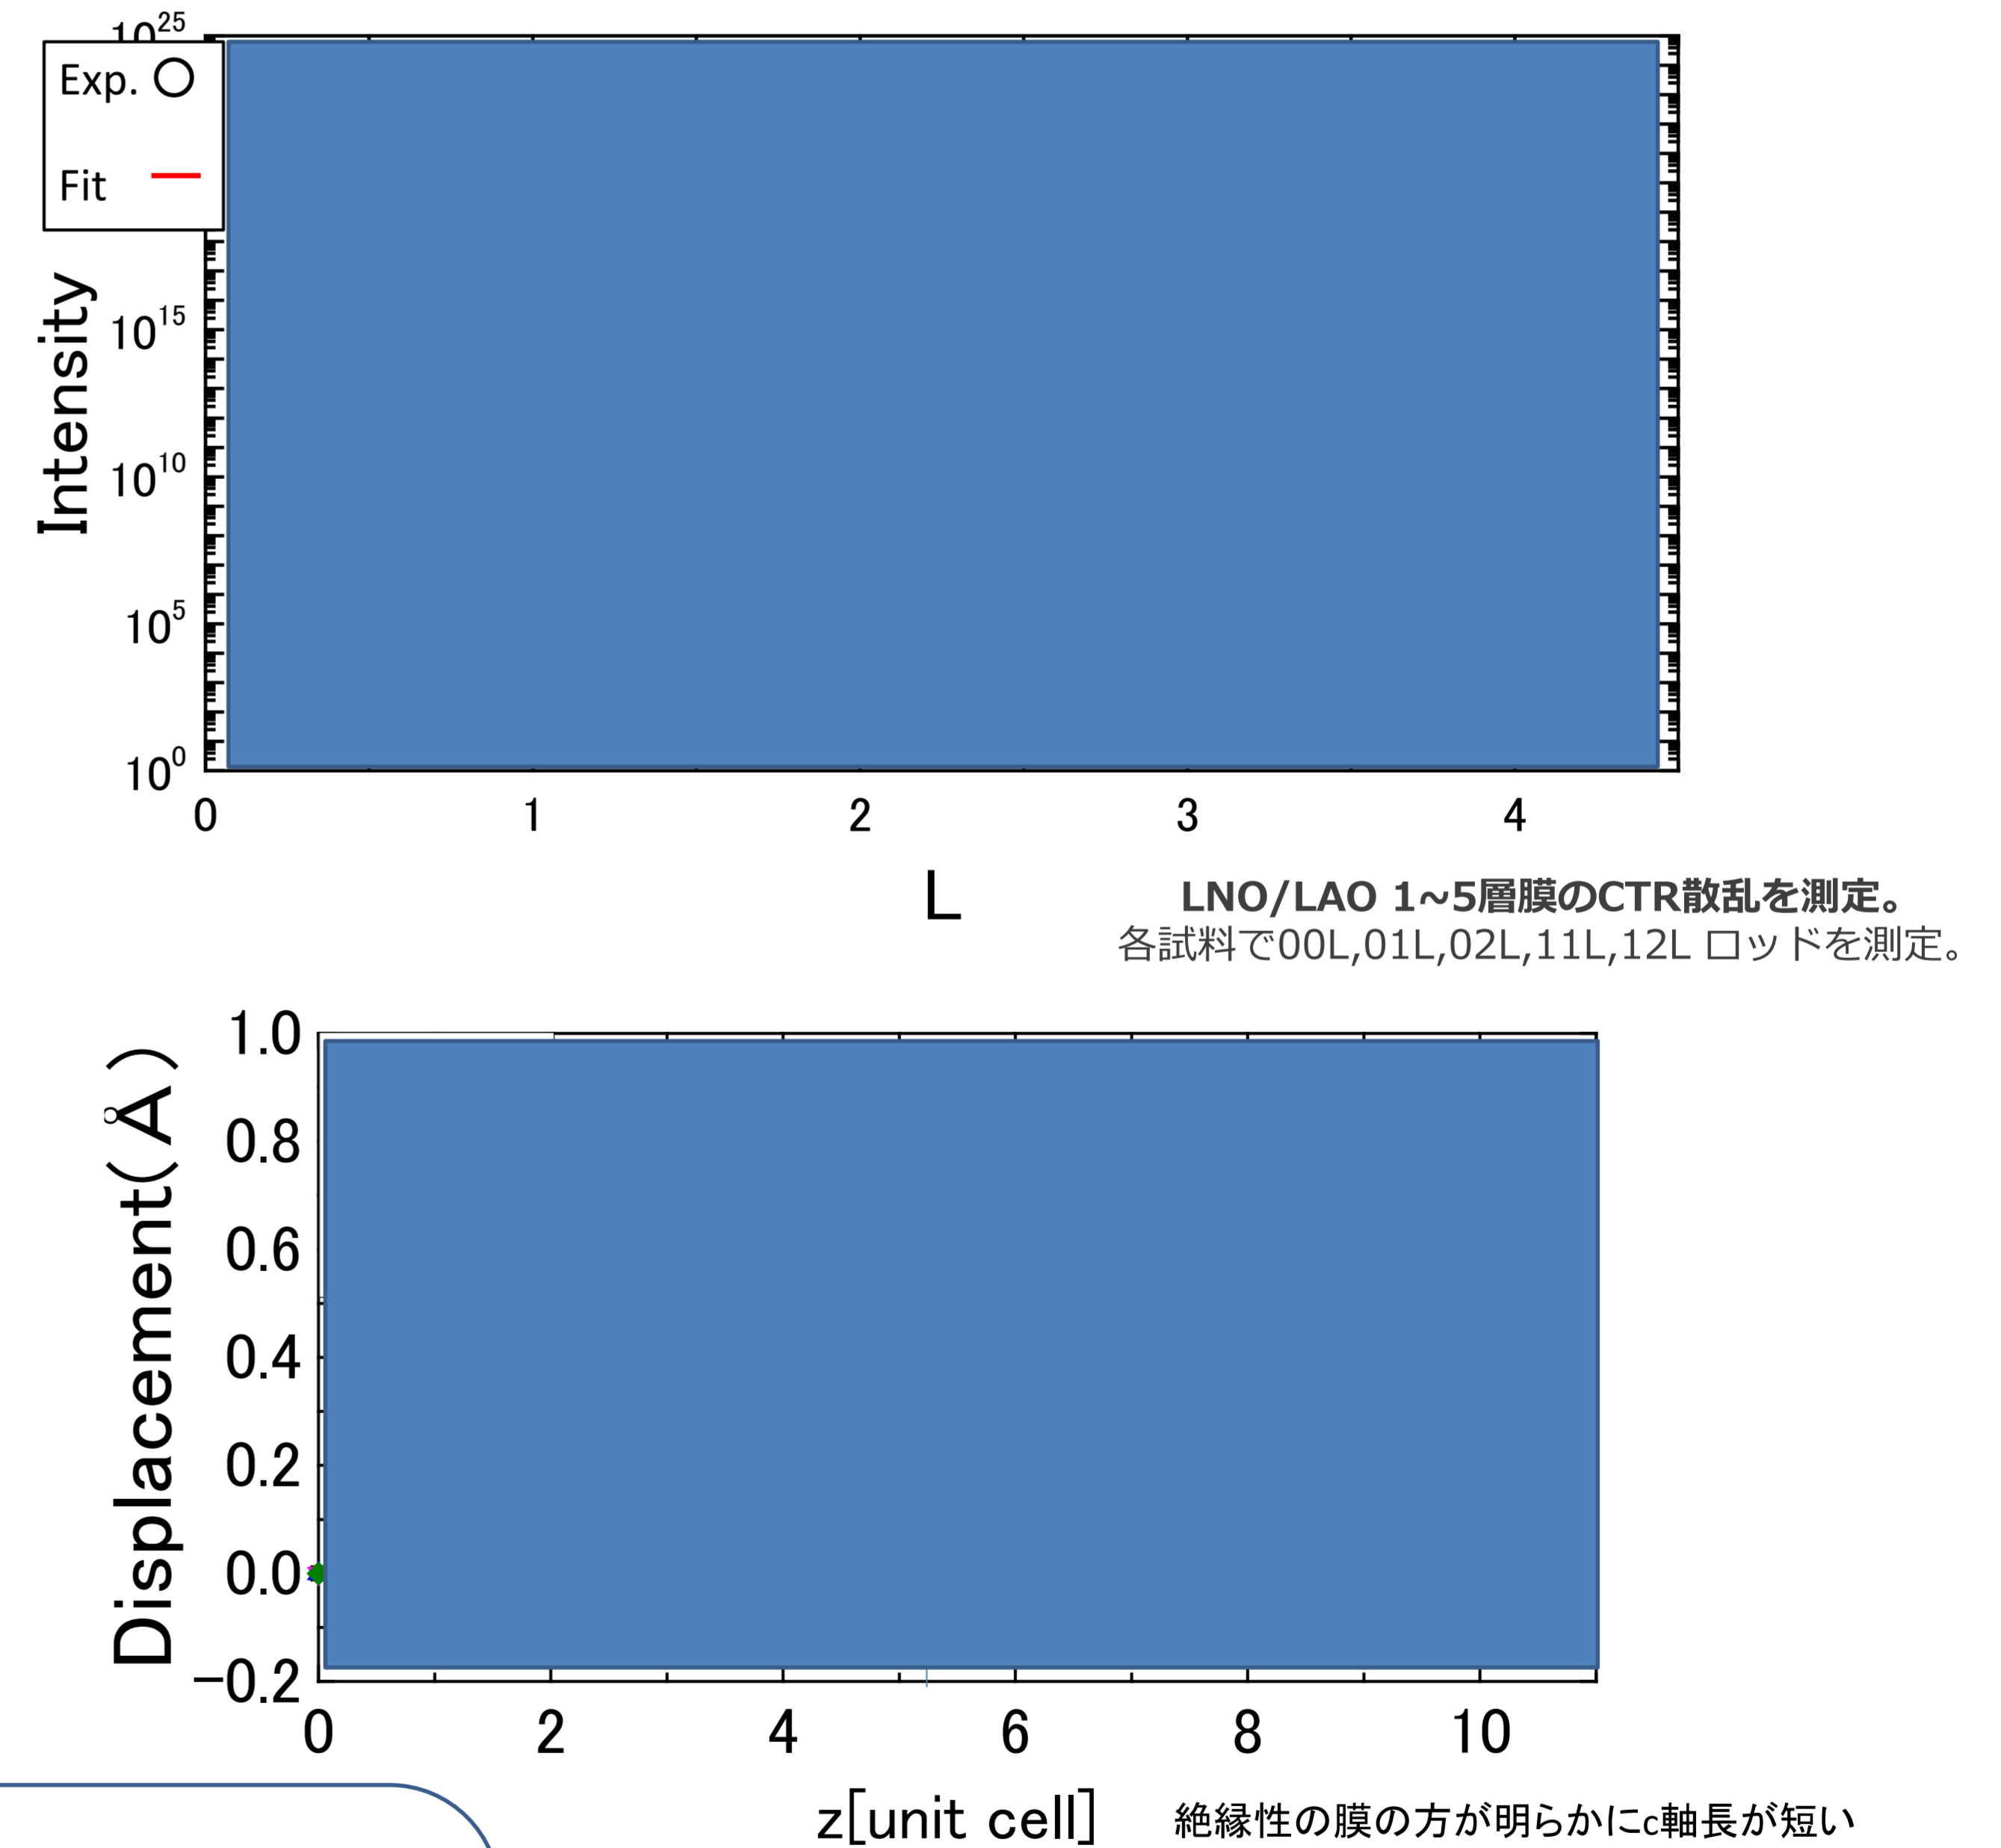 10^25
Exp.
Fit
Intensity
10^15
10^10
10^5
10^0
0 1 2 3 4
L
LNO/LAO 1~5層膜のCTR散乱を測定。
各試料で00L,01L,02L,11L,12L ロッドを測定。
Displacement(Å)
1.0
0.8
0.6
0.4
0.2
0.0
−0.2
0 2 4 6 8 10
z[unit cell]
絶縁性の膜の方が明らかにc軸長が短い